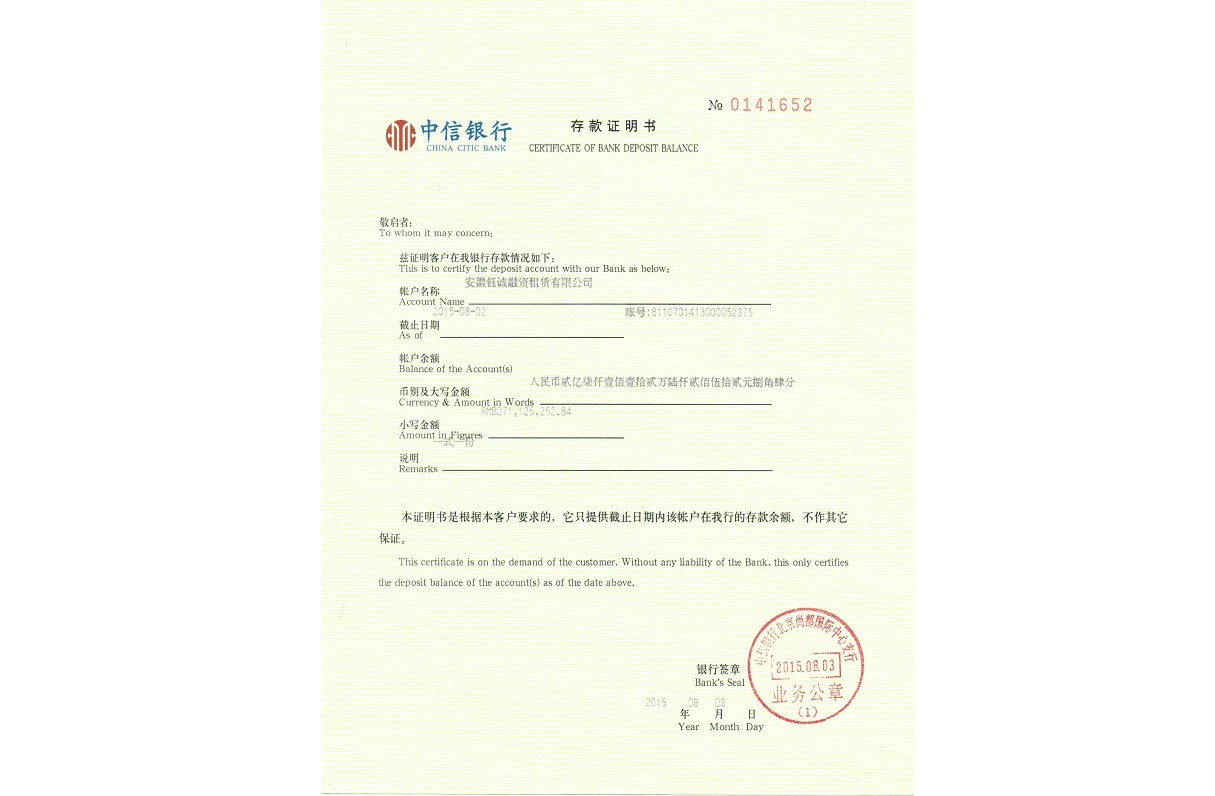 № 0141652
中信银行
CHINA CITIC BANK
存款证明书
CERTIFICATE OF BANK DEPOSIT BALANCE
敬启者:
To whom it may concern:
兹证明客户在我银行存款情况如下:
This is to certify the deposit account with our Bank as below:
安徽钰诚融资租赁有限公司
帐户名称
Account Name
2015-08-02 账号:8110701413000052375
截止日期
As of
帐户余额
Balance of the Account(s)
人民币贰亿柒仟壹佰壹拾贰万陆仟贰佰伍拾贰元捌角肆分
币别及大写金额
Currency & Amount in Words
RMB271,126,252.84
小写金额
Amount in Figures
一式一份
说明
Remarks
本证明书是根据本客户要求的，它只提供截止日期内该帐户在我行的存款余额，不作其它
保证。
This certificate is on the demand of the customer. Without any liability of the Bank, this only certifies
the deposit balance of the account(s) as of the date above.
中信银行北京尚都国际中心支行
2015.08.03
业务公章
(1)
银行签章
Bank's Seal
2015 08 03
年 月 日
Year Month Day